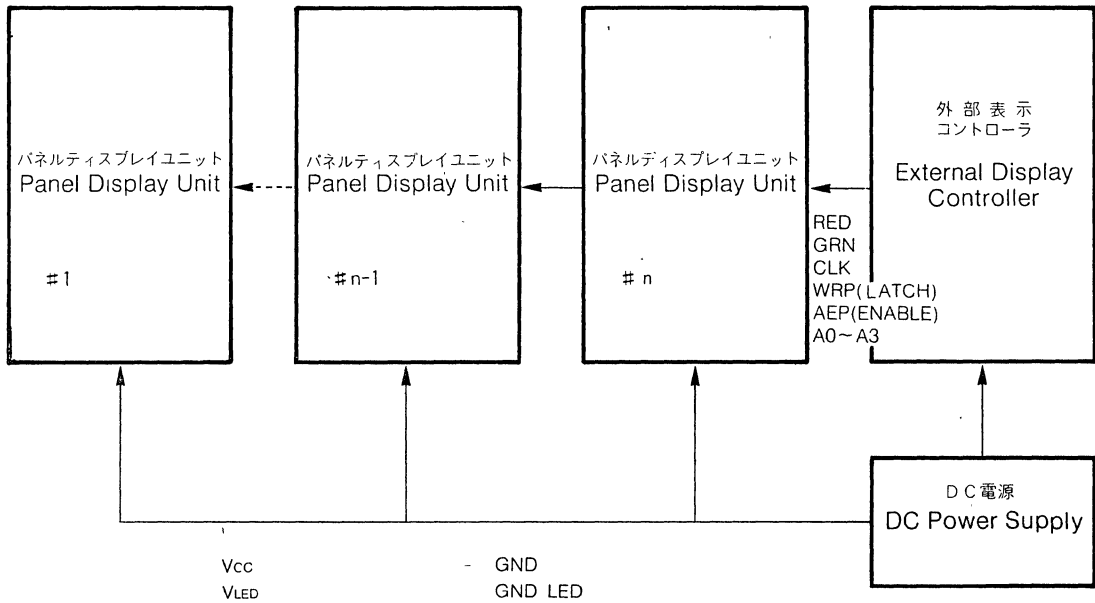 パネルディスプレイユニット
Panel Display Unit
#1
パネルディスプレイユニット
Panel Display Unit
#n-1
パネルディスプレイユニット
Panel Display Unit
#n
外部表示
コントローラ
External Display
Controller
RED
GRN
CLK
WRP(LATCH)
AEP(ENABLE)
A0~A3
DC電源
DC Power Supply
Vcc
GND
VLED
GND LED